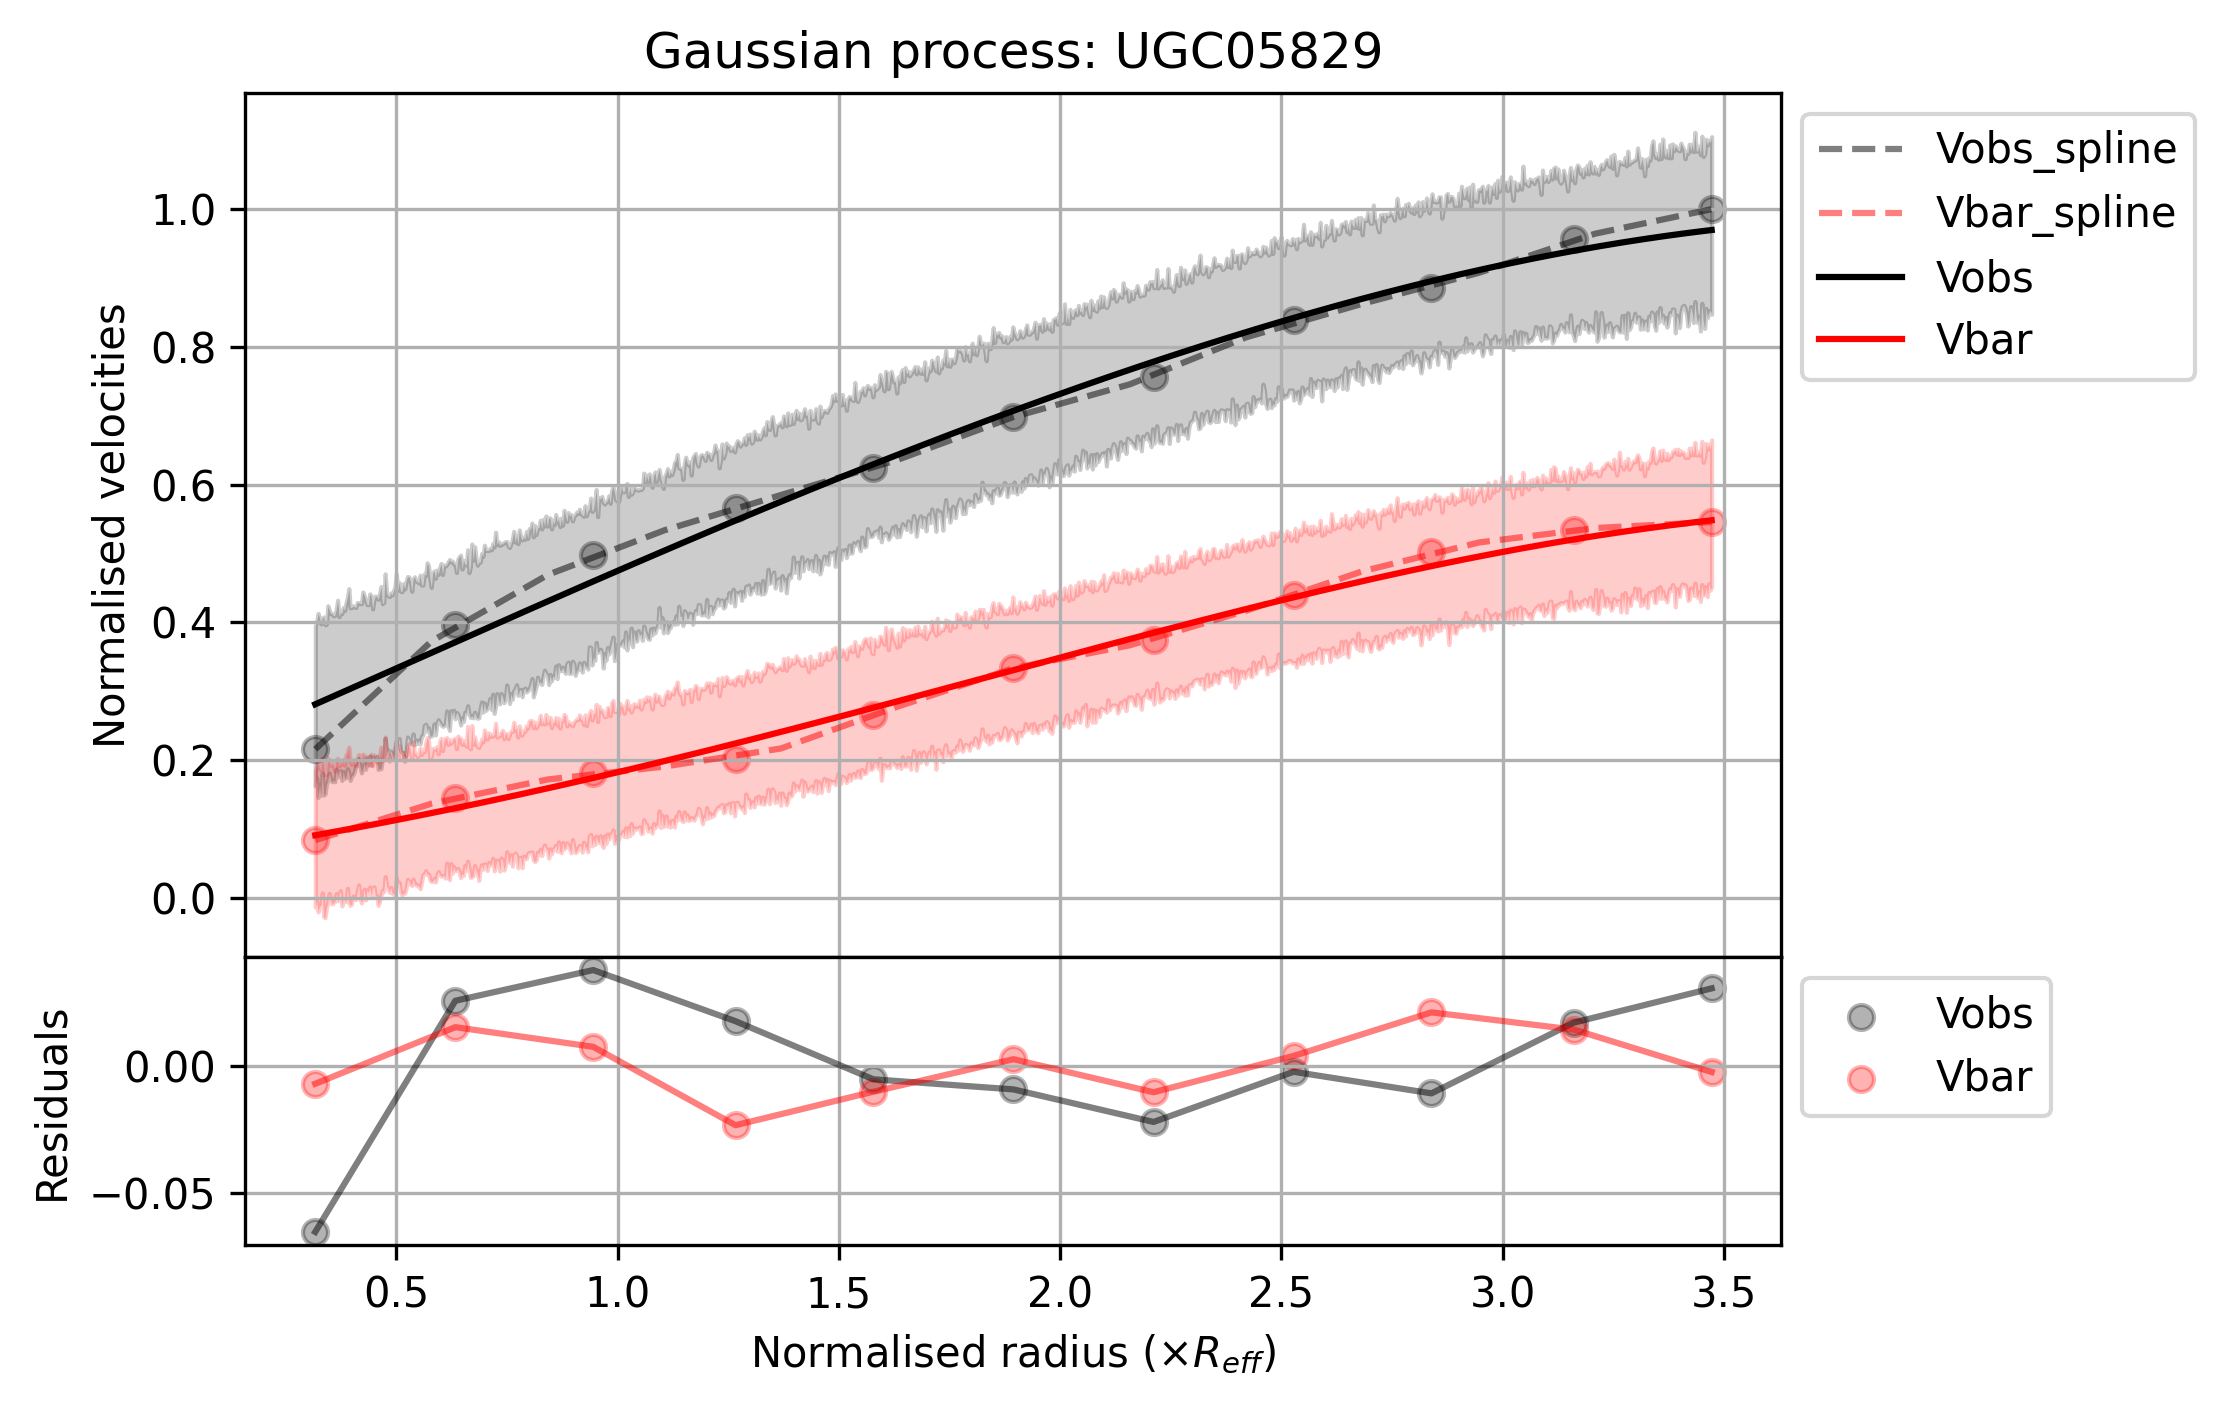 Gaussian process: UGC05829
Normalised velocities
1.0
0.8
0.6
0.4
0.2
0.0
Vobs_spline
Vbar_spline
Vobs
Vbar
Residuals
0.00
−0.05
Vobs
Vbar
0.5 1.0 1.5 2.0 2.5 3.0 3.5
Normalised radius (×R_eff)